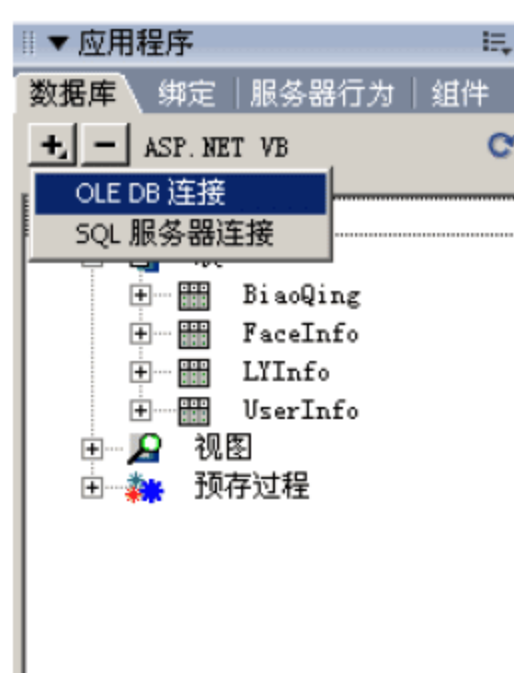 应用程序
数据库 绑定 服务器行为 组件
ASP.NET VB
OLE DB 连接
SQL 服务器连接
BiaoQing
FaceInfo
LYInfo
UserInfo
视图
预存过程